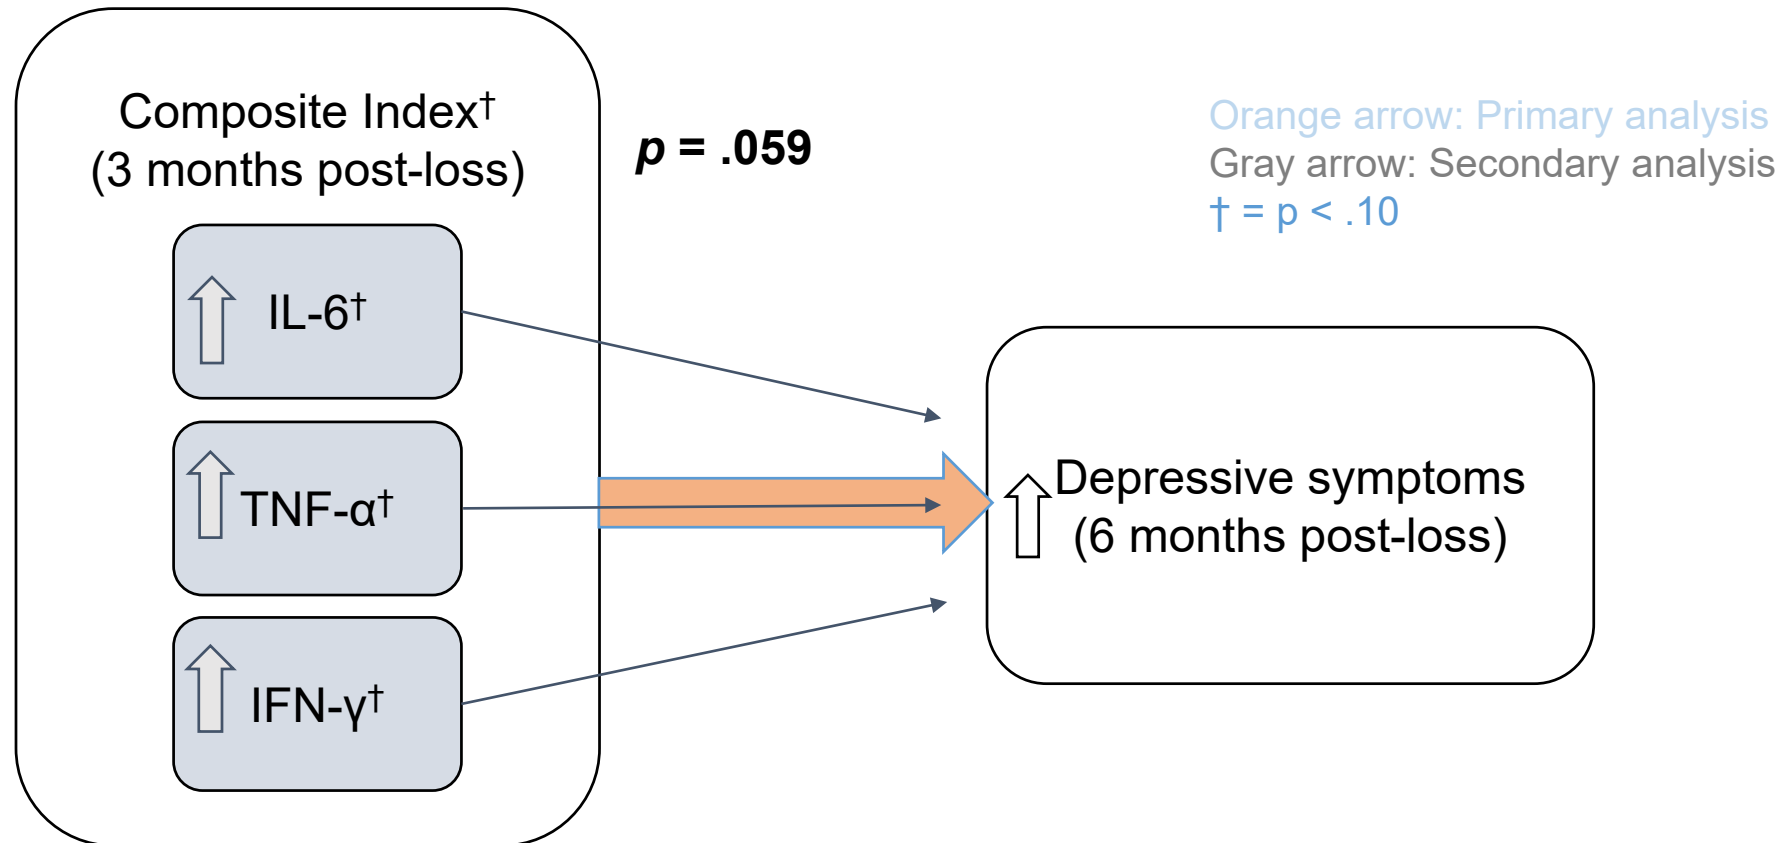 Composite Index†
(3 months post-loss)
p = .059
Orange arrow: Primary analysis
Gray arrow: Secondary analysis
† = p < .10
IL-6†
TNF-α†
IFN-γ†
Depressive symptoms
(6 months post-loss)